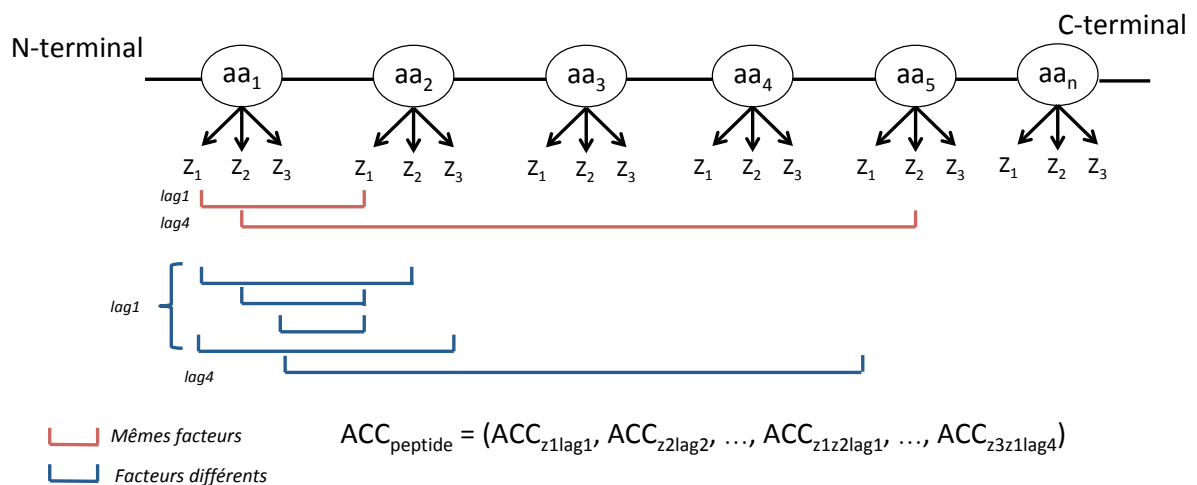 N-terminal
C-terminal
aa₁ aa₂ aa₃ aa₄ aa₅ aaₙ
Z₁ Z₂ Z₃ Z₁ Z₂ Z₃ Z₁ Z₂ Z₃ Z₁ Z₂ Z₃ Z₁ Z₂ Z₃ Z₁ Z₂ Z₃
lag1
lag4
lag1
lag4
Mêmes facteurs
ACCpeptide = (ACCz1lag1, ACCz2lag2, …, ACCz1z2lag1, …, ACCz3z1lag4)
Facteurs différents